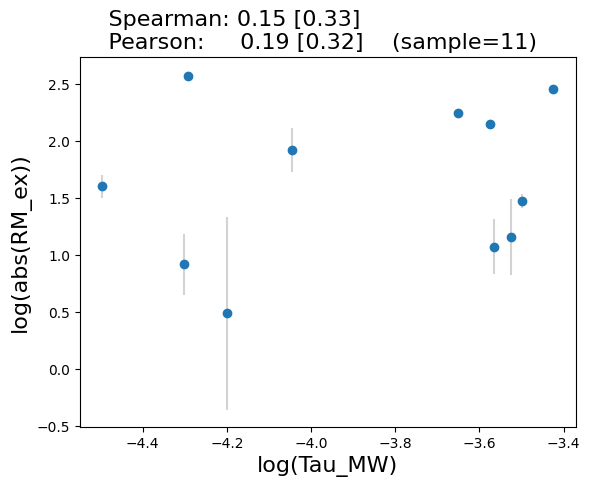 Spearman: 0.15 [0.33]
Pearson: 0.19 [0.32] (sample=11)
log(abs(RM_ex))
2.5
2.0
1.5
1.0
0.5
0.0
−0.5
−4.4 −4.2 −4.0 −3.8 −3.6 −3.4
log(Tau_MW)